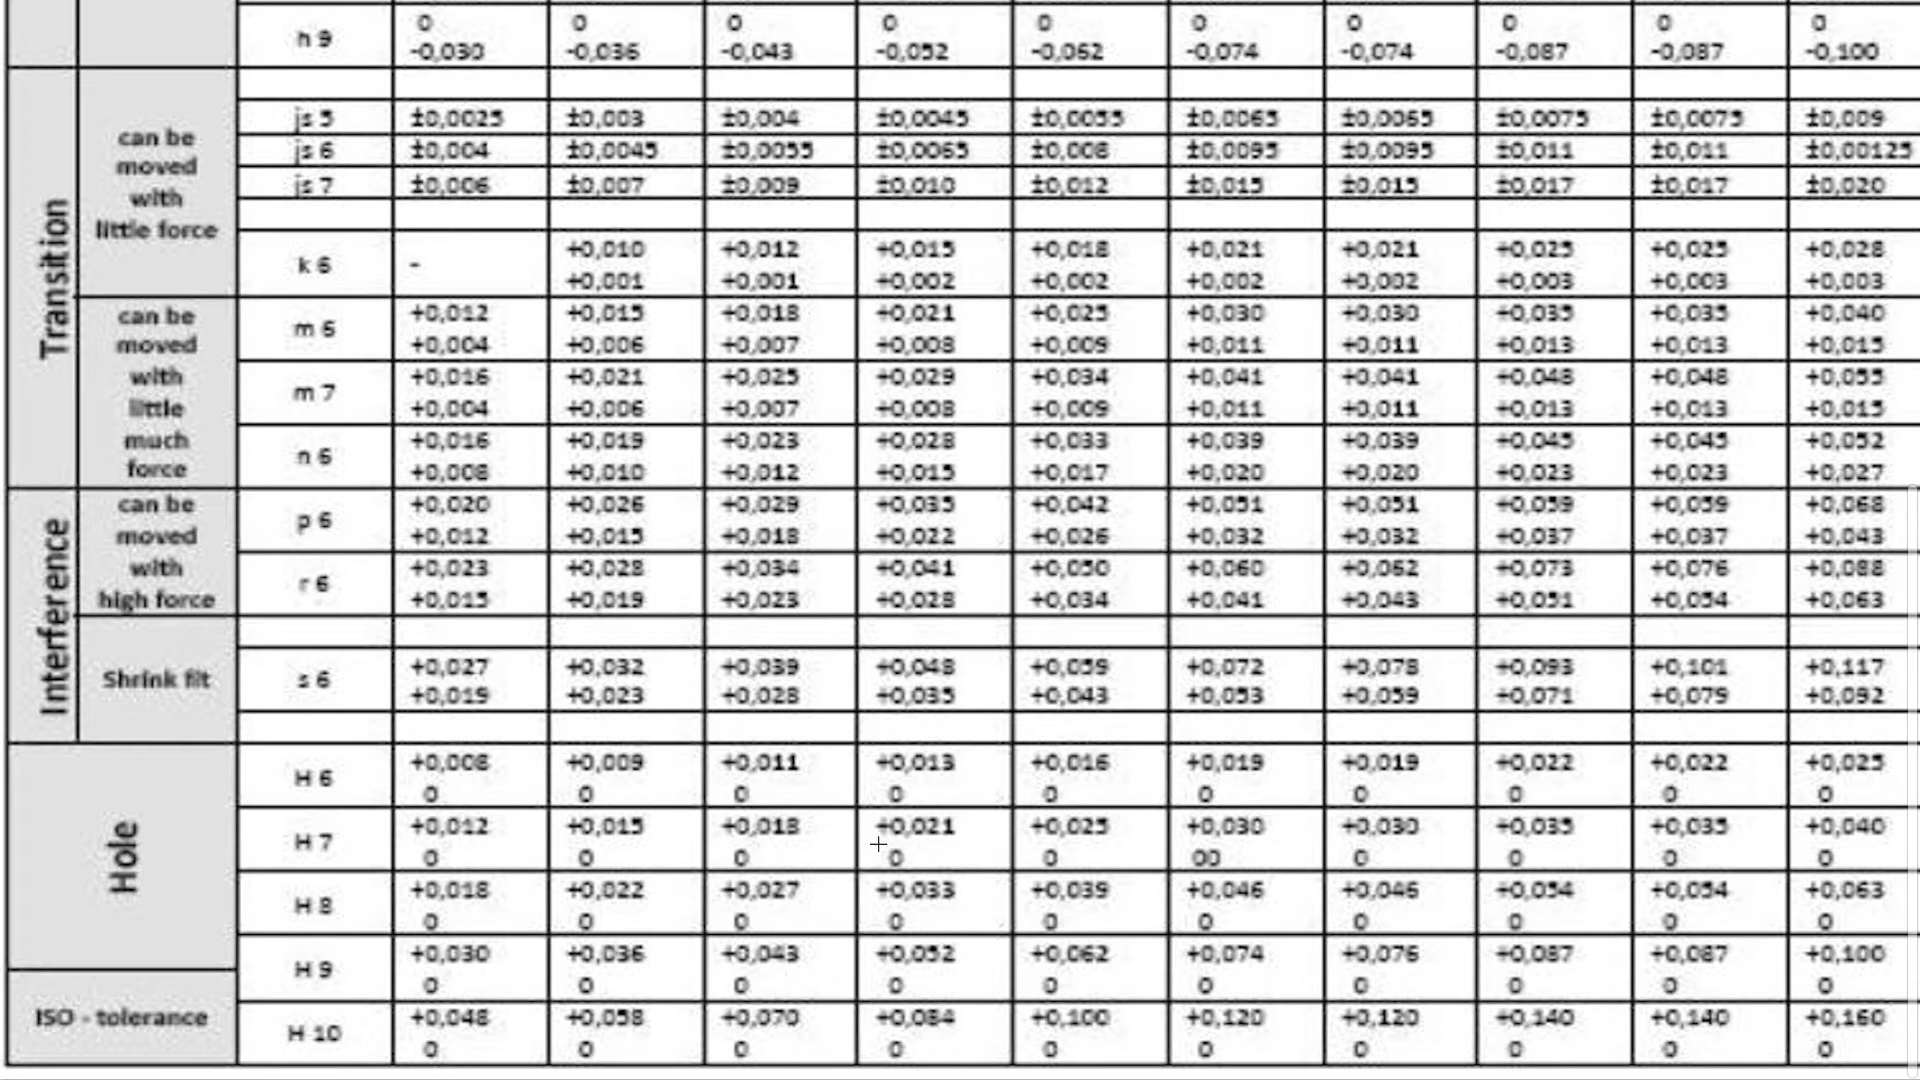 h 9 0 0 0 0 0 0 0 0 0 0
-0,030 -0,036 -0,043 -0,052 -0,062 -0,074 -0,074 -0,087 -0,087 -0,100
Transition
can be
moved
with
little force
js 5 ±0,0025 ±0,003 ±0,004 ±0,0045 ±0,0055 ±0,0065 ±0,0065 ±0,0075 ±0,0075 ±0,009
js 6 ±0,004 ±0,0045 ±0,0055 ±0,0065 ±0,008 ±0,0095 ±0,0095 ±0,011 ±0,011 ±0,00125
js 7 ±0,006 ±0,007 ±0,009 ±0,010 ±0,012 ±0,015 ±0,015 ±0,017 ±0,017 ±0,020
k 6 - +0,010 +0,012 +0,015 +0,018 +0,021 +0,021 +0,025 +0,025 +0,028
+0,001 +0,001 +0,002 +0,002 +0,002 +0,002 +0,003 +0,003 +0,003
can be
moved
with
little
much
force
m 6 +0,012 +0,015 +0,018 +0,021 +0,025 +0,030 +0,030 +0,035 +0,035 +0,040
+0,004 +0,006 +0,007 +0,008 +0,009 +0,011 +0,011 +0,013 +0,013 +0,015
m 7 +0,016 +0,021 +0,025 +0,029 +0,034 +0,041 +0,041 +0,048 +0,048 +0,055
+0,004 +0,006 +0,007 +0,008 +0,009 +0,011 +0,011 +0,013 +0,013 +0,015
n 6 +0,016 +0,019 +0,023 +0,028 +0,033 +0,039 +0,039 +0,045 +0,045 +0,052
+0,008 +0,010 +0,012 +0,015 +0,017 +0,020 +0,020 +0,023 +0,023 +0,027
Interference
can be
moved
with
high force
p 6 +0,020 +0,026 +0,029 +0,035 +0,042 +0,051 +0,051 +0,059 +0,059 +0,068
+0,012 +0,015 +0,018 +0,022 +0,026 +0,032 +0,032 +0,037 +0,037 +0,043
r 6 +0,023 +0,028 +0,034 +0,041 +0,050 +0,060 +0,062 +0,073 +0,076 +0,088
+0,015 +0,019 +0,023 +0,028 +0,034 +0,041 +0,043 +0,051 +0,054 +0,063
Shrink fit
s 6 +0,027 +0,032 +0,039 +0,048 +0,059 +0,072 +0,078 +0,093 +0,101 +0,117
+0,019 +0,023 +0,028 +0,035 +0,043 +0,053 +0,059 +0,071 +0,079 +0,092
Hole
H 6 +0,008 +0,009 +0,011 +0,013 +0,016 +0,019 +0,019 +0,022 +0,022 +0,025
0 0 0 0 0 0 0 0 0 0
H 7 +0,012 +0,015 +0,018 +0,021 +0,025 +0,030 +0,030 +0,035 +0,035 +0,040
0 0 0 0 0 00 0 0 0 0
H 8 +0,018 +0,022 +0,027 +0,033 +0,039 +0,046 +0,046 +0,054 +0,054 +0,063
0 0 0 0 0 0 0 0 0 0
H 9 +0,030 +0,036 +0,043 +0,052 +0,062 +0,074 +0,076 +0,087 +0,087 +0,100
0 0 0 0 0 0 0 0 0 0
ISO - tolerance
H 10 +0,048 +0,058 +0,070 +0,084 +0,100 +0,120 +0,120 +0,140 +0,140 +0,160
0 0 0 0 0 0 0 0 0 0